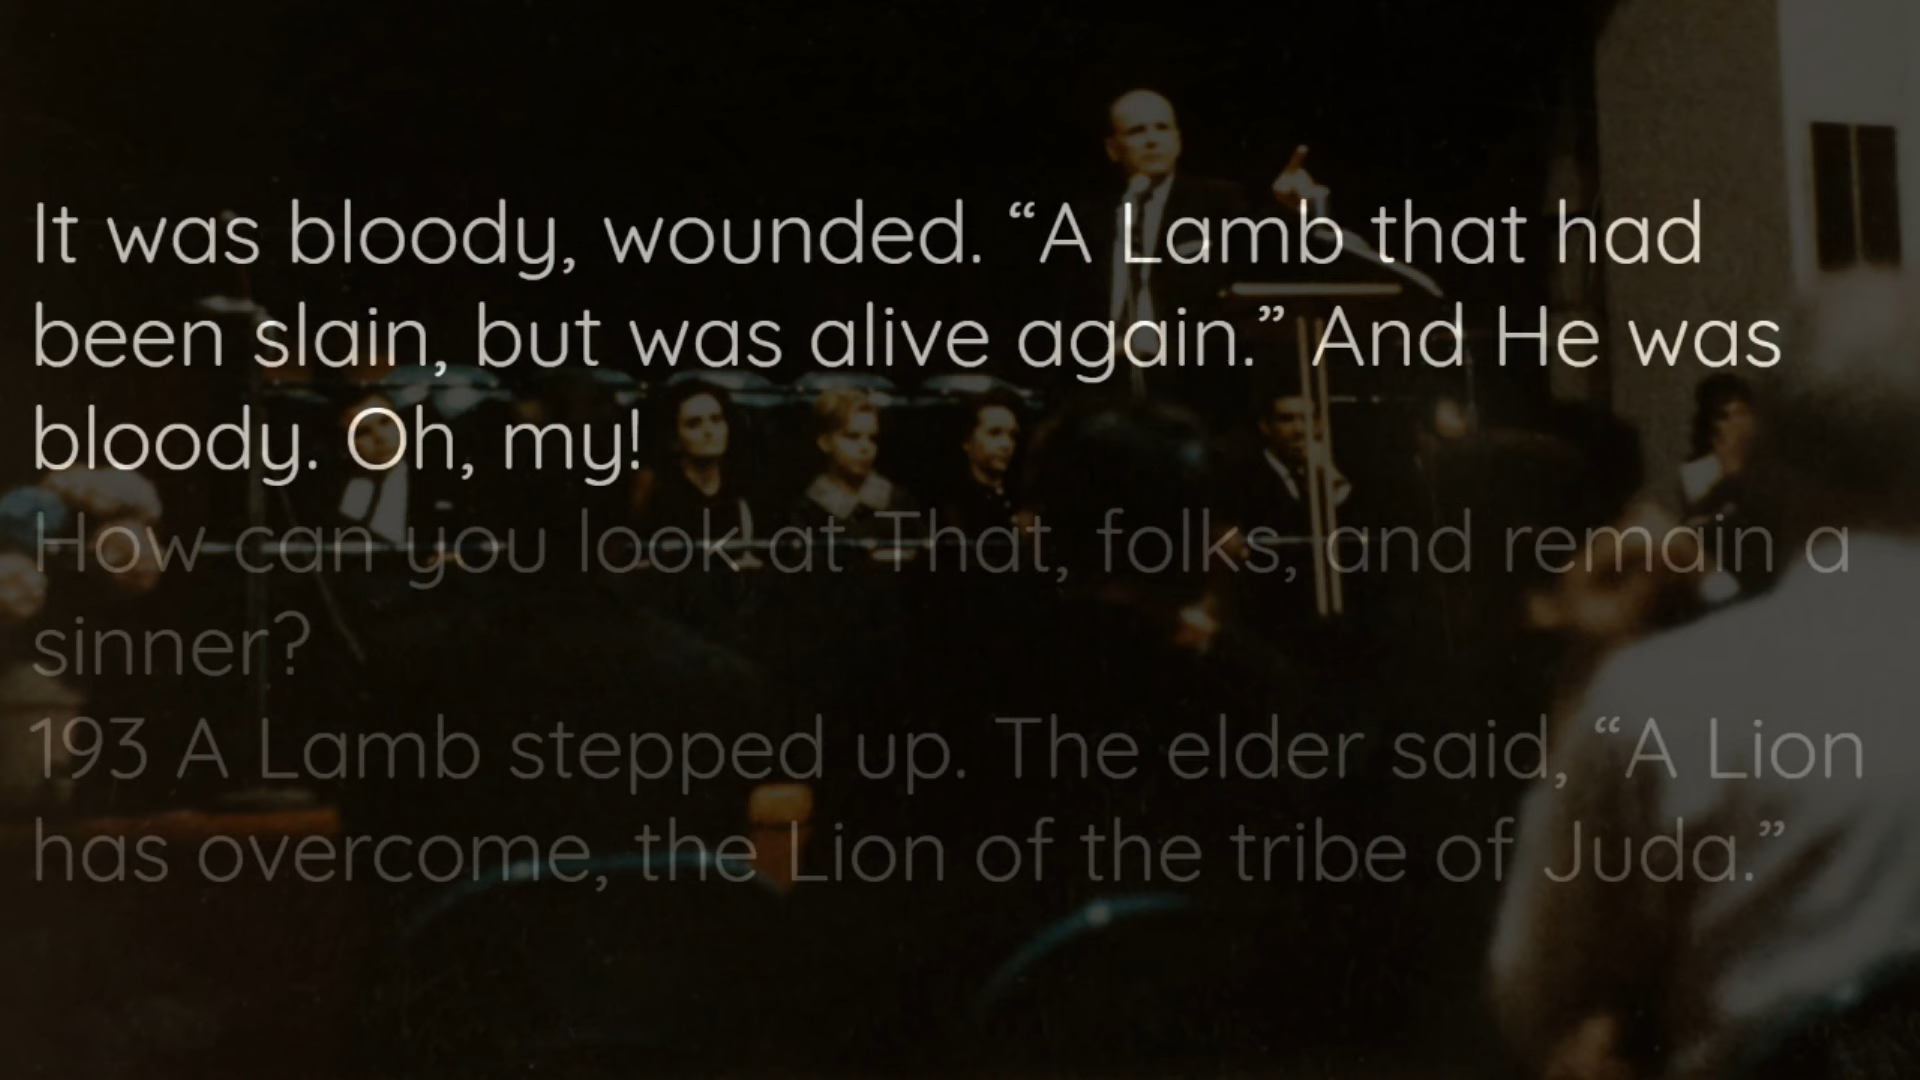 It was bloody, wounded. “A Lamb that had
been slain, but was alive again.” And He was
bloody. Oh, my!
How can you look at That, folks, and remain a
sinner?
193 A Lamb stepped up. The elder said, “A Lion
has overcome, the Lion of the tribe of Juda.”